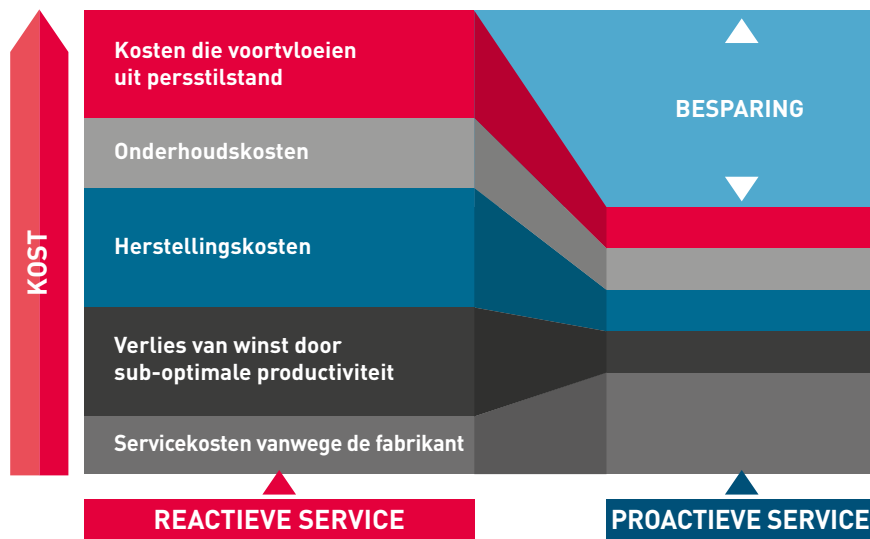 KOST
Kosten die voortvloeien
uit persstilstand
Onderhoudskosten
Herstellingskosten
Verlies van winst door
sub-optimale productiviteit
Servicekosten vanwege de fabrikant
BESPARING
REACTIEVE SERVICE
PROACTIEVE SERVICE